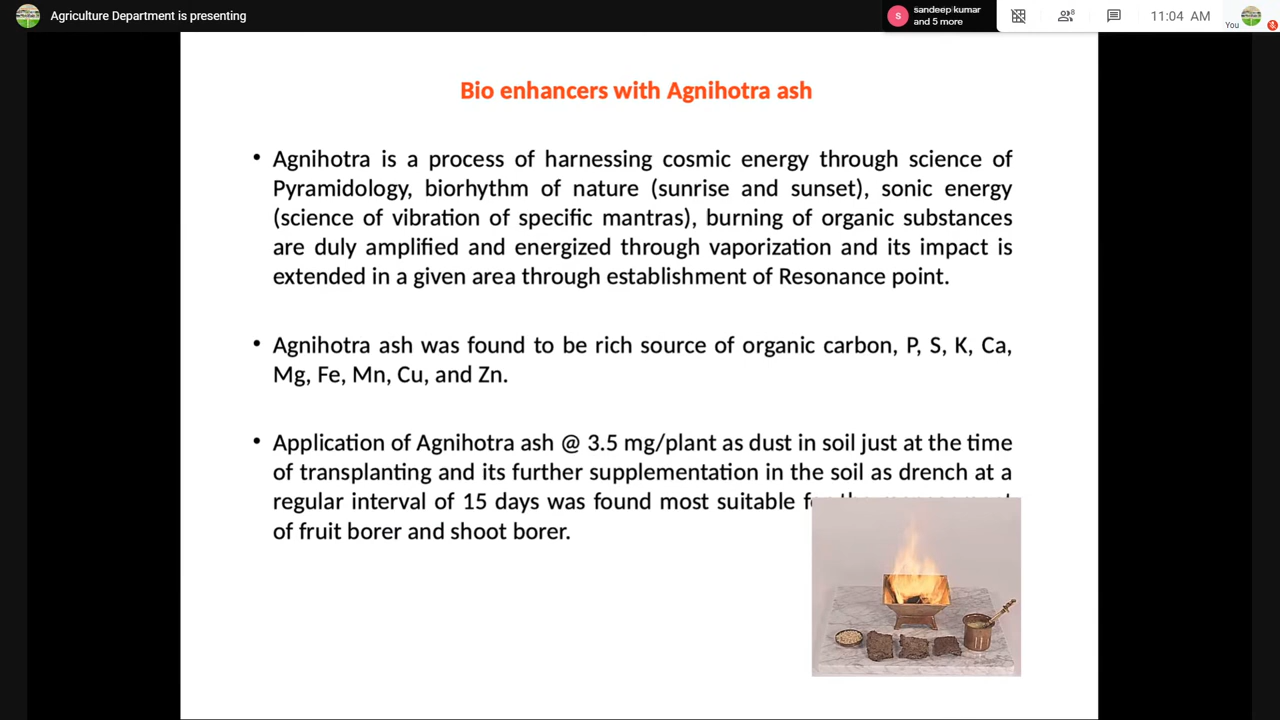 Agriculture Department is presenting
S
sandeep kumar
and 5 more
8
11:04 AM
You
Bio enhancers with Agnihotra ash
• Agnihotra is a process of harnessing cosmic energy through science of
Pyramidology, biorhythm of nature (sunrise and sunset), sonic energy
(science of vibration of specific mantras), burning of organic substances
are duly amplified and energized through vaporization and its impact is
extended in a given area through establishment of Resonance point.
• Agnihotra ash was found to be rich source of organic carbon, P, S, K, Ca,
Mg, Fe, Mn, Cu, and Zn.
• Application of Agnihotra ash @ 3.5 mg/plant as dust in soil just at the time
of transplanting and its further supplementation in the soil as drench at a
regular interval of 15 days was found most suitable
of fruit borer and shoot borer.